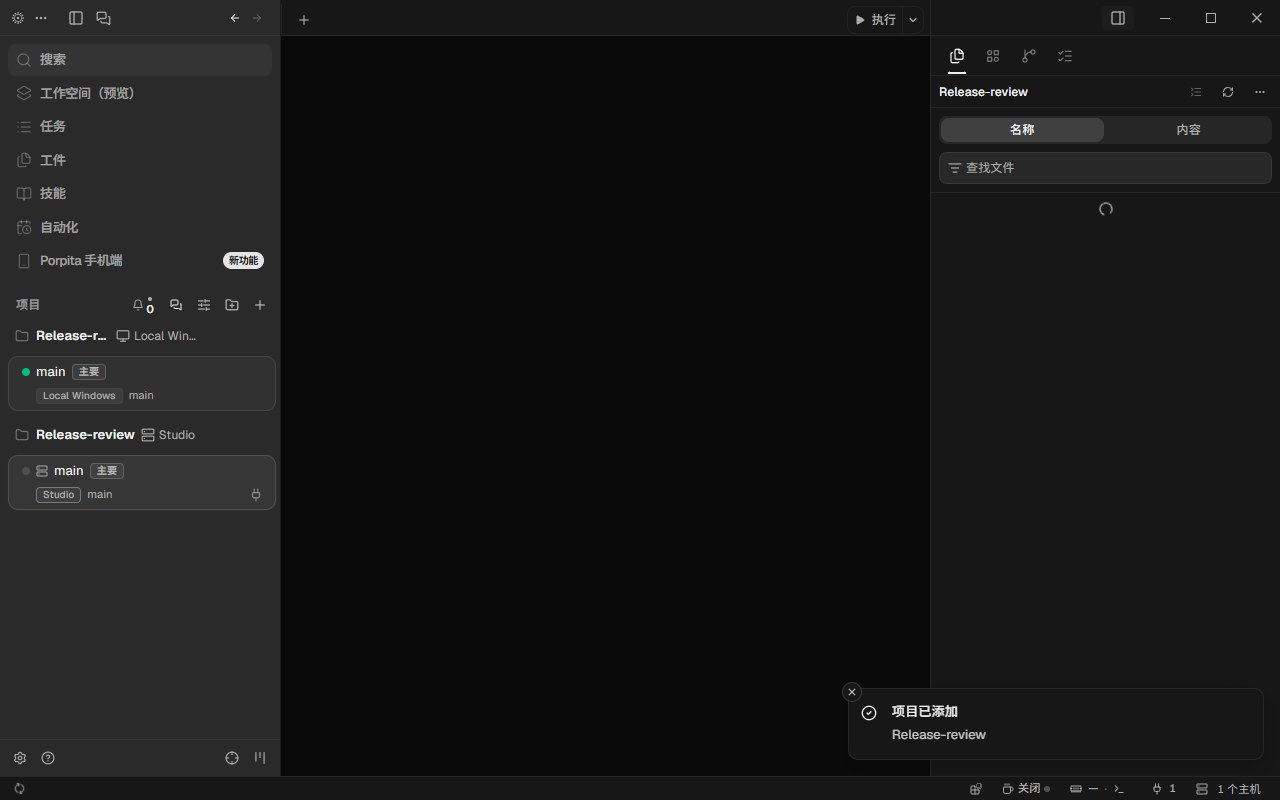 执行
搜索
工作空间（预览）
任务
工件
技能
自动化
Porpita 手机端
新功能
项目
0
Release-r...
Local Win...
main
主要
Local Windows
main
Release-review
Studio
main
主要
Studio
main
Release-review
名称
内容
查找文件
项目已添加
Release-review
关闭
1
1 个主机